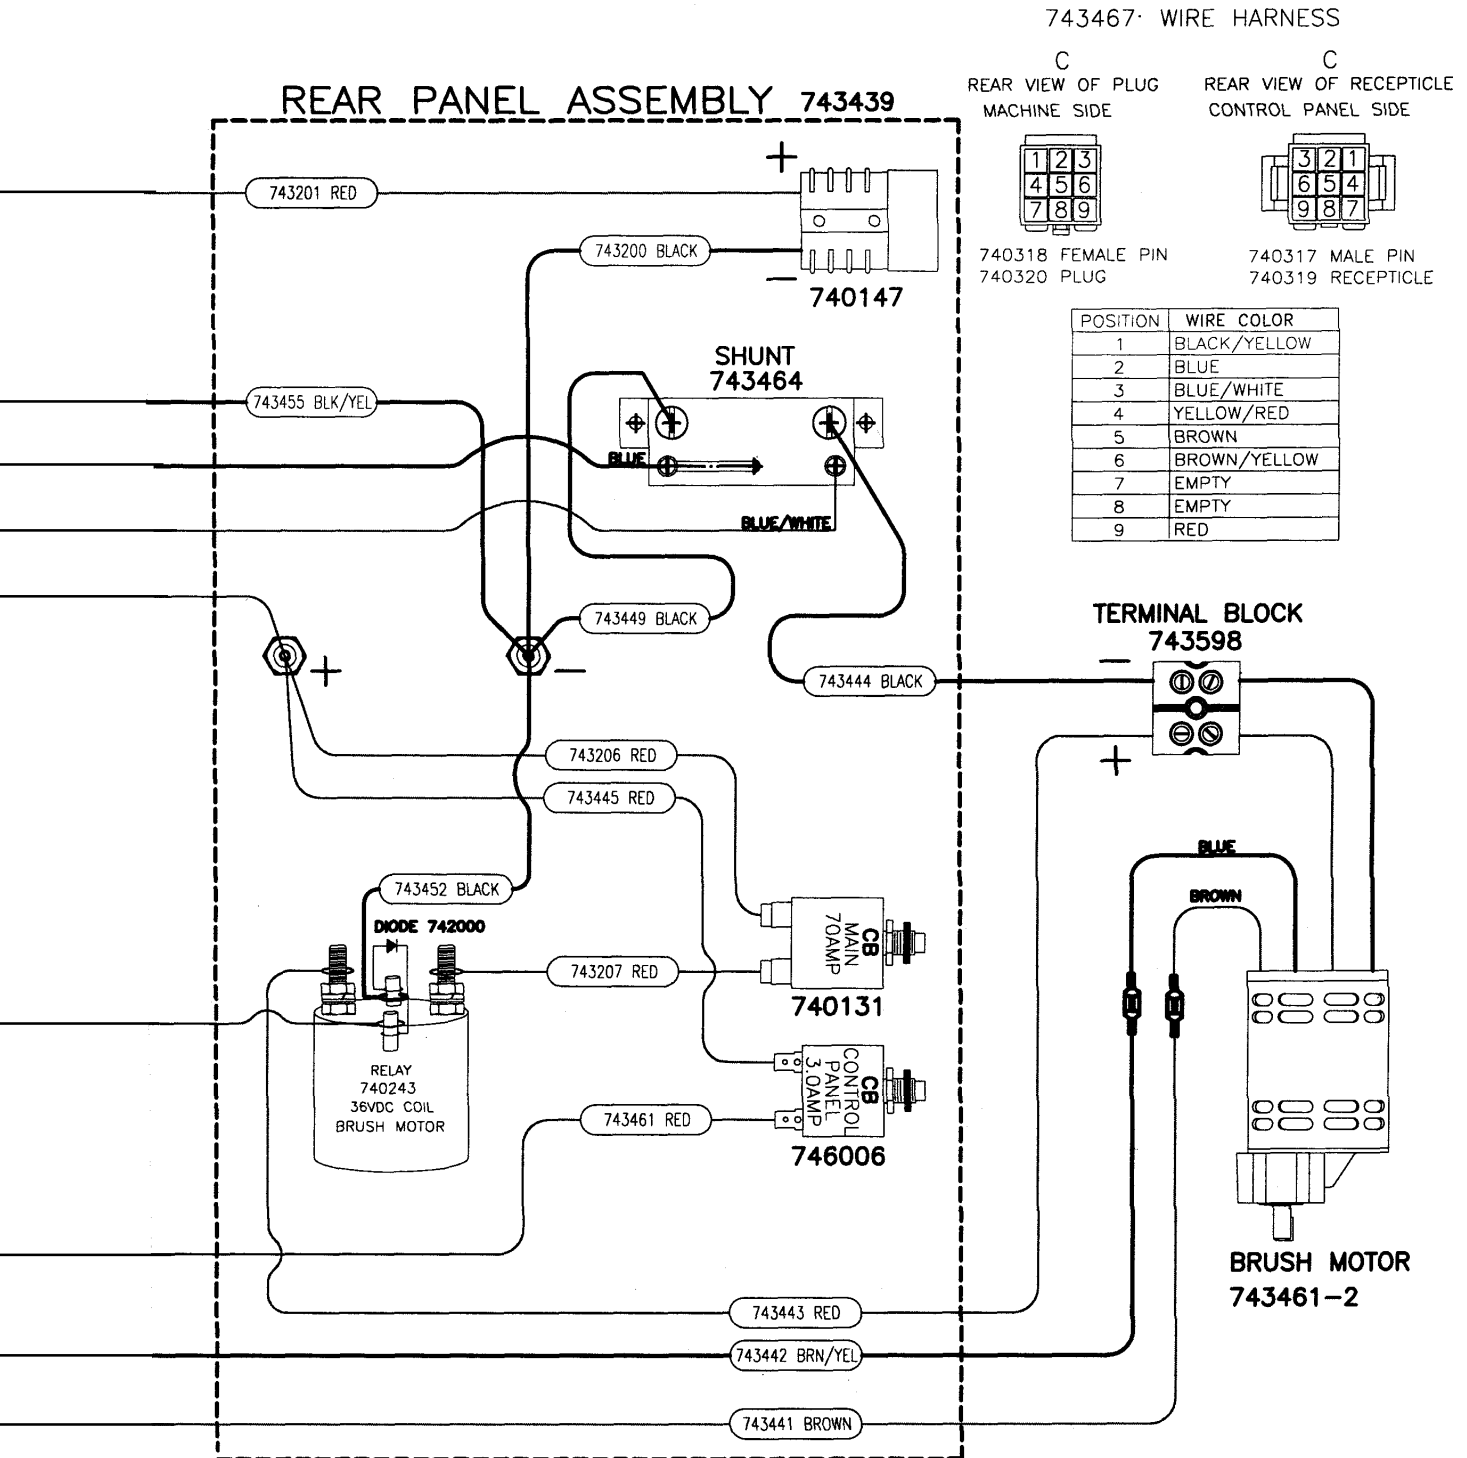 743467· WIRE HARNESS
C
REAR VIEW OF PLUG
MACHINE SIDE
1 2 3
4 5 6
7 8 9
740318 FEMALE PIN
740320 PLUG
C
REAR VIEW OF RECEPTICLE
CONTROL PANEL SIDE
3 2 1
6 5 4
9 8 7
740317 MALE PIN
740319 RECEPTICLE
POSITION WIRE COLOR
1 BLACK/YELLOW
2 BLUE
3 BLUE/WHITE
4 YELLOW/RED
5 BROWN
6 BROWN/YELLOW
7 EMPTY
8 EMPTY
9 RED
REAR PANEL ASSEMBLY 743439
+
743201 RED
743200 BLACK
−
740147
SHUNT
743464
743455 BLK/YEL
BLUE
BLUE/WHITE
743449 BLACK
+
−
743444 BLACK
TERMINAL BLOCK
743598
−
+
743206 RED
743445 RED
743452 BLACK
DIODE 742000
743207 RED
CB
MAIN
70AMP
740131
RELAY
740243
36VDC COIL
BRUSH MOTOR
CB
CONTROL
PANEL
3.0AMP
746006
743461 RED
BLUE
BROWN
BRUSH MOTOR
743461-2
743443 RED
743442 BRN/YEL
743441 BROWN